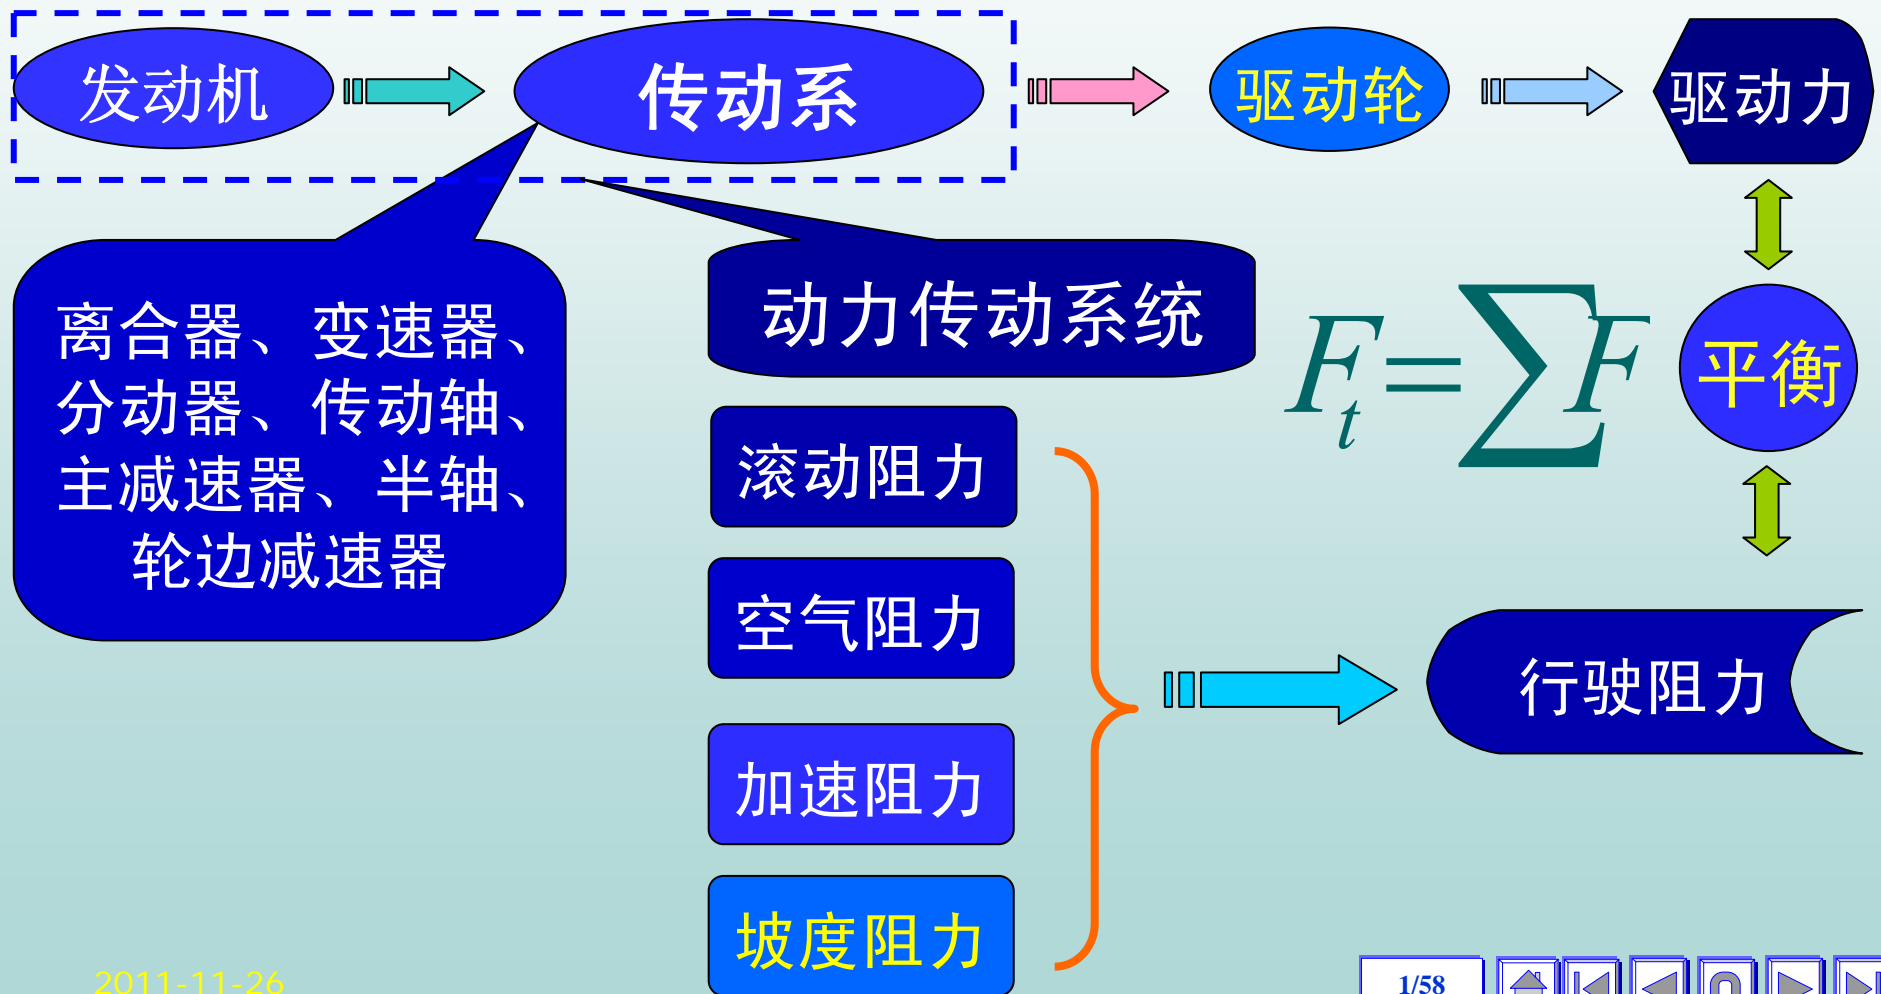 发动机
传动系
驱动轮
驱动力
离合器、变速器、
分动器、传动轴、
主减速器、半轴、
轮边减速器
动力传动系统
F_t=∑F
平衡
滚动阻力
空气阻力
加速阻力
坡度阻力
行驶阻力
2011-11-26
1/58